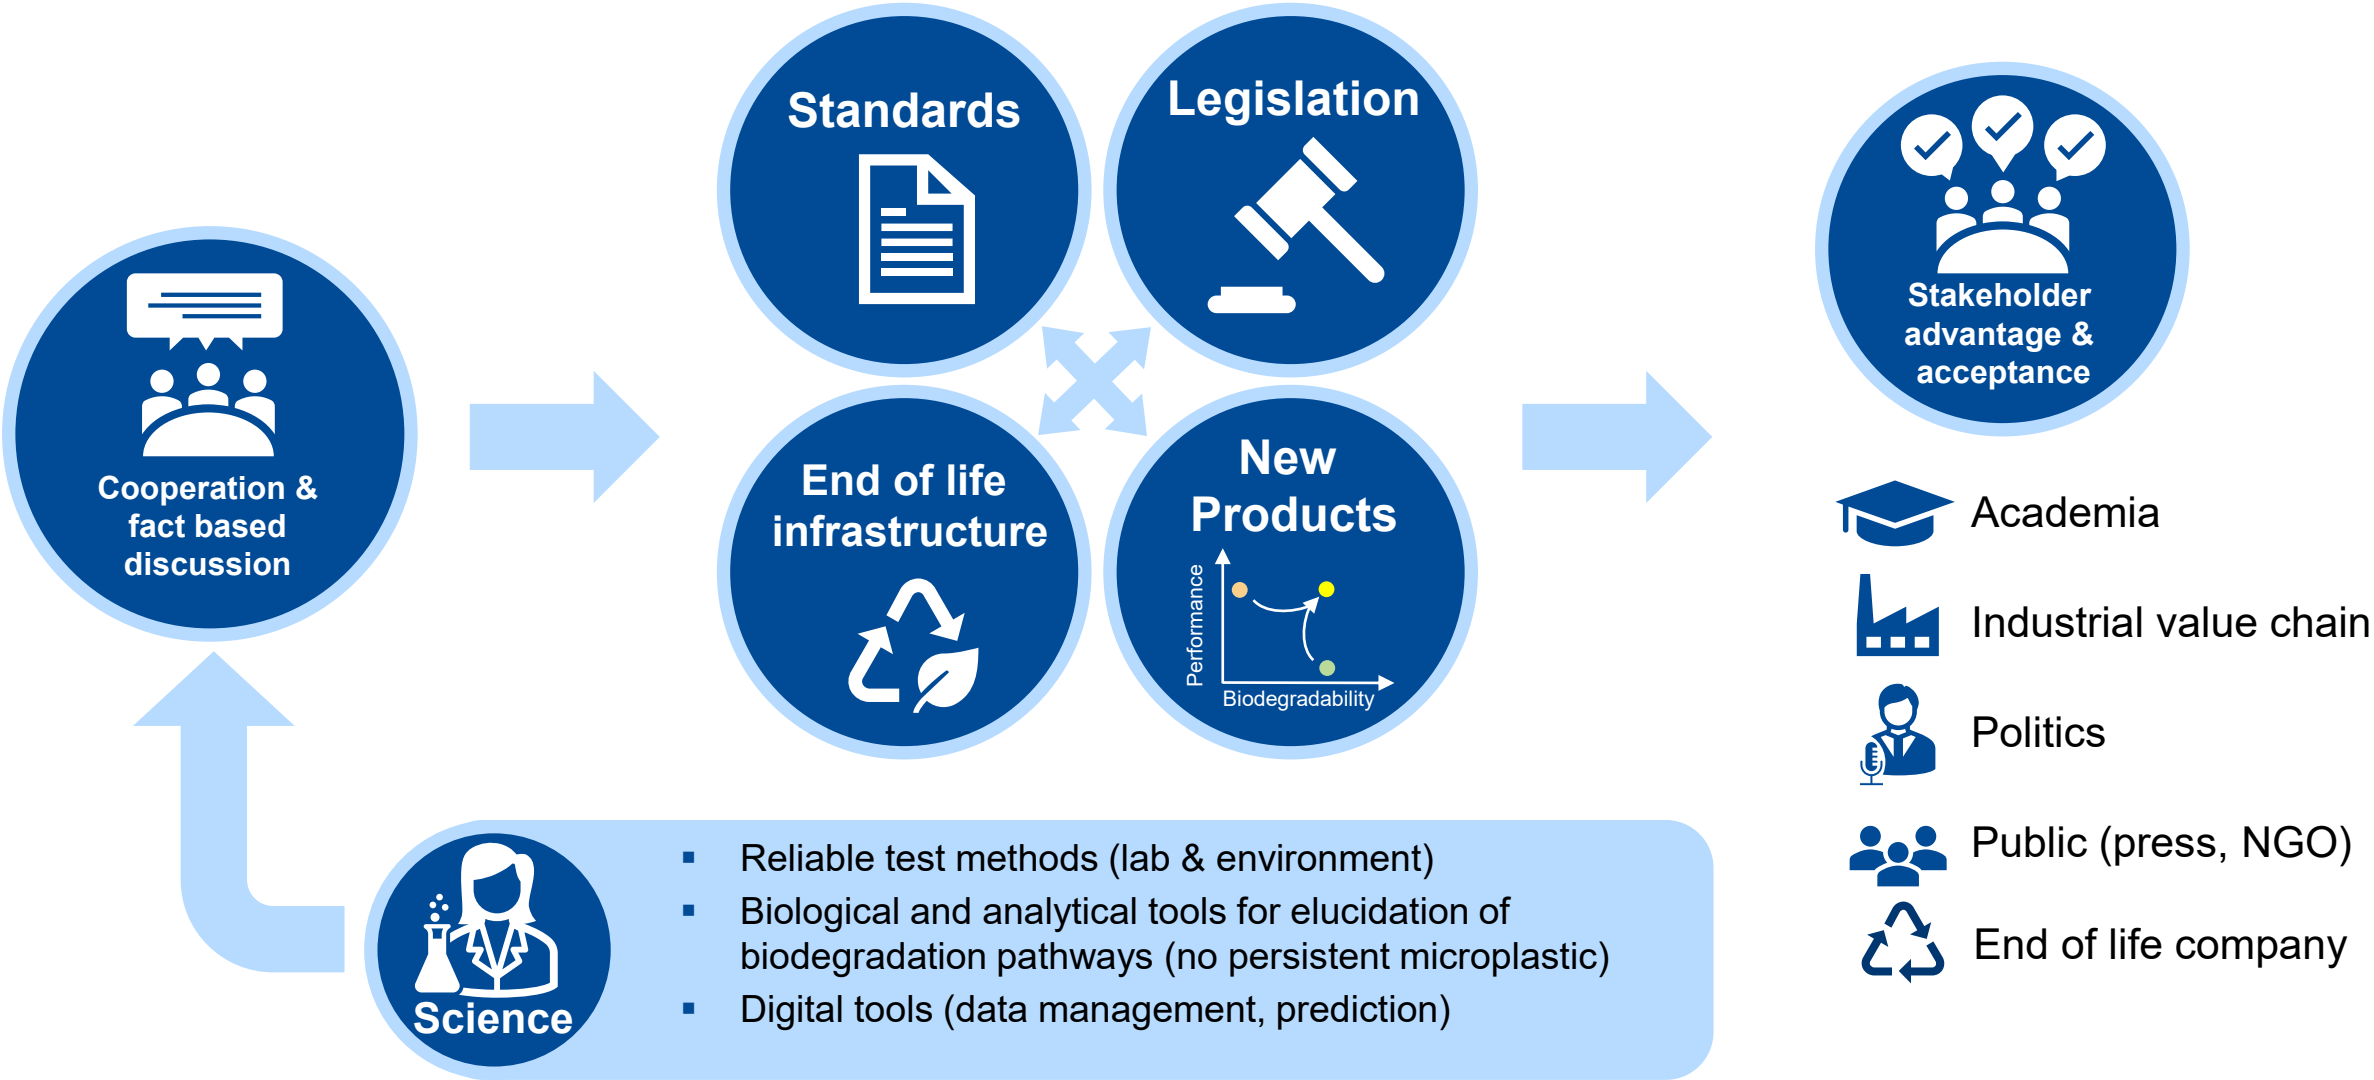 Cooperation &
fact based
discussion
Standards
Legislation
End of life
infrastructure
New
Products
Performance
Biodegradability
Stakeholder
advantage &
acceptance
Academia
Industrial value chain
Politics
Public (press, NGO)
End of life company
Science
▪ Reliable test methods (lab & environment)
▪ Biological and analytical tools for elucidation of
biodegradation pathways (no persistent microplastic)
▪ Digital tools (data management, prediction)